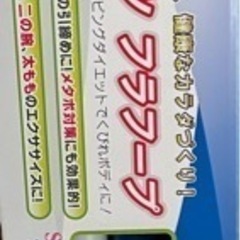 健康なカラダづくり!
フラフープ
ピングダイエットでくびれボディに!
の引締めに!メタボ対策にも効果的!
二の腕、太もものエクササイズに!
S